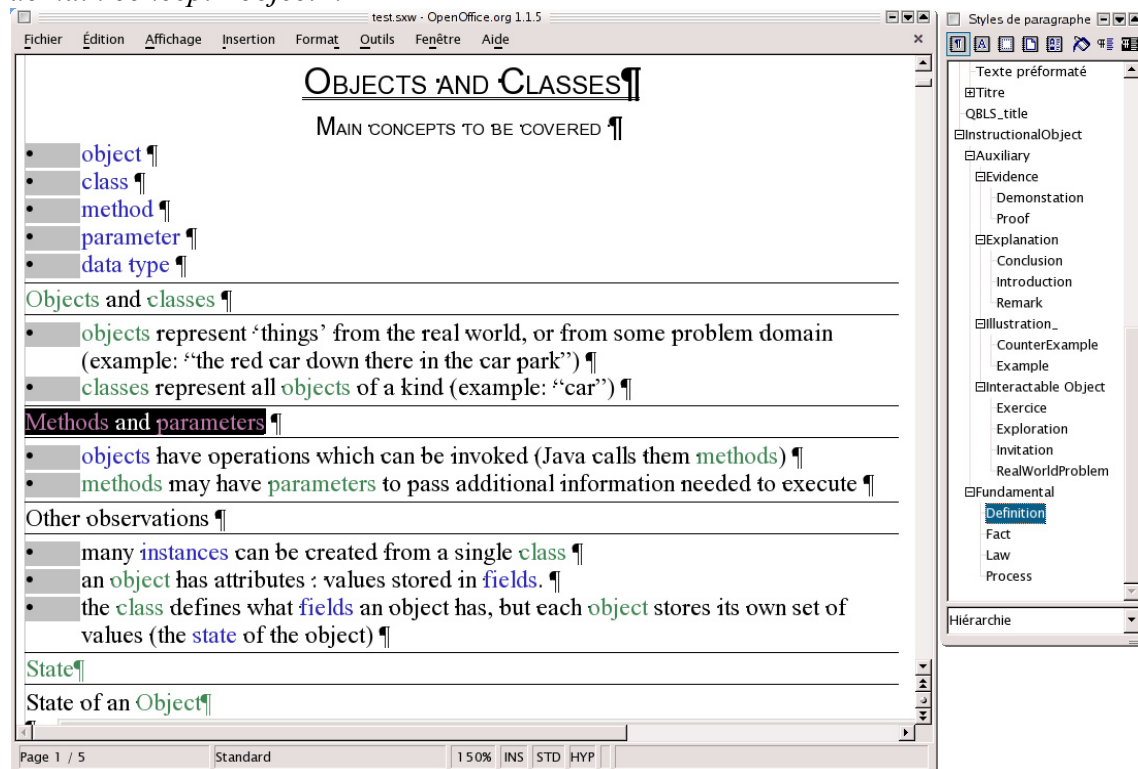 test.sxw - OpenOffice.org 1.1.5
Fichier Édition Affichage Insertion Format Outils Fenêtre Aide ×
OBJECTS AND CLASSES¶
MAIN CONCEPTS TO BE COVERED ¶
• object ¶
• class ¶
• method ¶
• parameter ¶
• data type ¶
Objects and classes ¶
• objects represent ‘things’ from the real world, or from some problem domain
(example: “the red car down there in the car park”) ¶
• classes represent all objects of a kind (example: “car”) ¶
Methods and parameters ¶
• objects have operations which can be invoked (Java calls them methods) ¶
• methods may have parameters to pass additional information needed to execute ¶
Other observations ¶
• many instances can be created from a single class ¶
• an object has attributes : values stored in fields. ¶
• the class defines what fields an object has, but each object stores its own set of
values (the state of the object) ¶
State¶
State of an Object¶
Page 1 / 5 Standard 150% INS STD HYP
Styles de paragraphe
Texte préformaté
Titre
QBLS_title
InstructionalObject
Auxiliary
Evidence
Demonstation
Proof
Explanation
Conclusion
Introduction
Remark
Illustration_
CounterExample
Example
Interactable Object
Exercice
Exploration
Invitation
RealWorldProblem
Fundamental
Definition
Fact
Law
Process
Hiérarchie